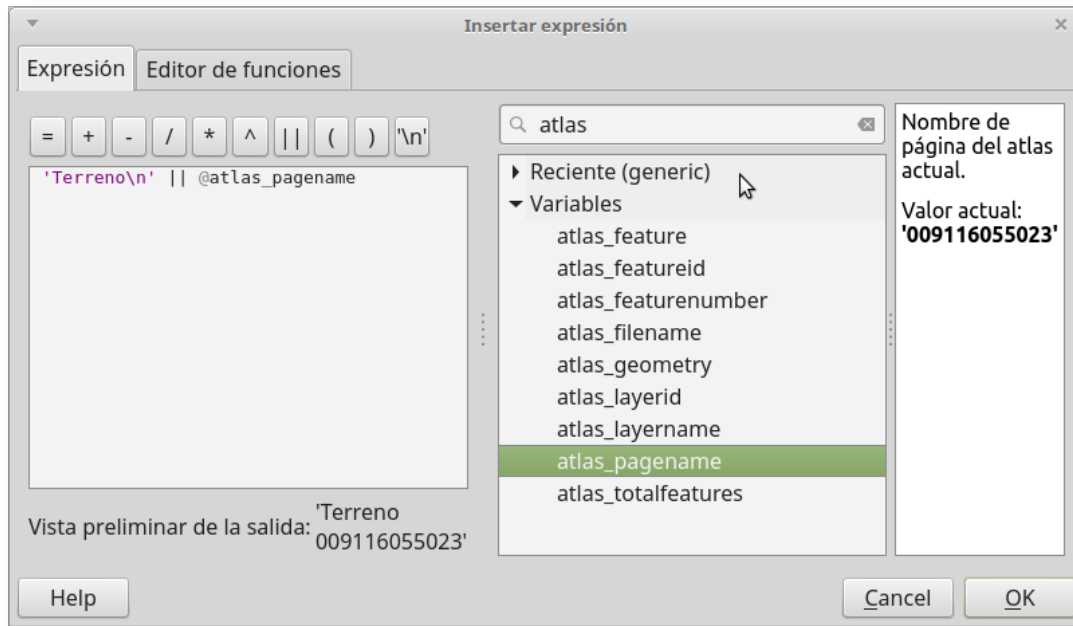 Insertar expresión
Expresión
Editor de funciones
= + - / * ^ || ( ) '\n'
'Terreno\n' || @atlas_pagename
Vista preliminar de la salida:
'Terreno
009116055023'
atlas
Reciente (generic)
Variables
atlas_feature
atlas_featureid
atlas_featurenumber
atlas_filename
atlas_geometry
atlas_layerid
atlas_layername
atlas_pagename
atlas_totalfeatures
Nombre de
página del atlas
actual.
Valor actual:
'009116055023'
Help
Cancel
OK